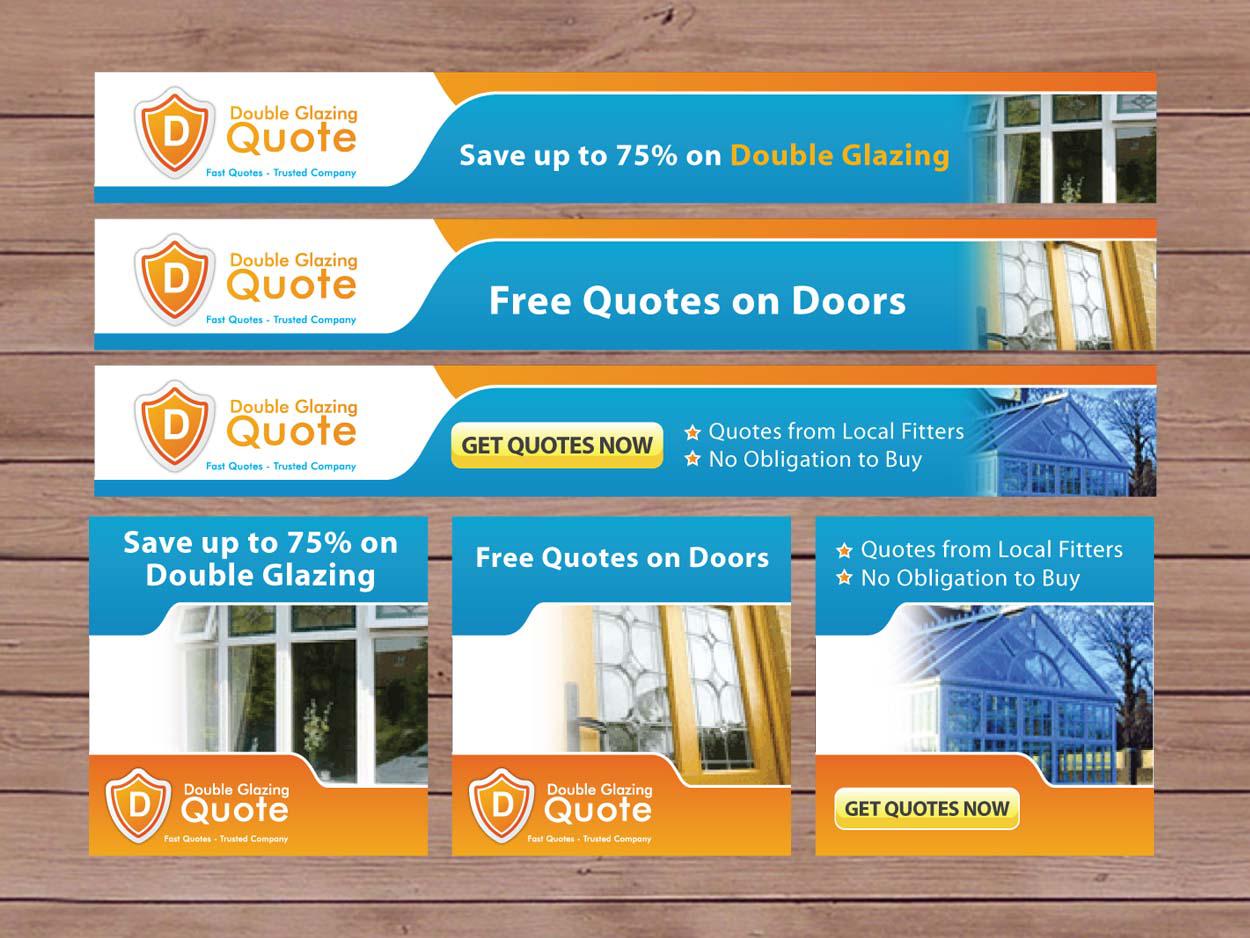 D
Double Glazing
Quote
Fast Quotes - Trusted Company
Save up to 75% on Double Glazing
D
Double Glazing
Quote
Fast Quotes - Trusted Company
Free Quotes on Doors
D
Double Glazing
Quote
Fast Quotes - Trusted Company
GET QUOTES NOW
Quotes from Local Fitters
No Obligation to Buy
Save up to 75% on
Double Glazing
D
Double Glazing
Quote
Fast Quotes - Trusted Company
Free Quotes on Doors
D
Double Glazing
Quote
Fast Quotes - Trusted Company
Quotes from Local Fitters
No Obligation to Buy
GET QUOTES NOW